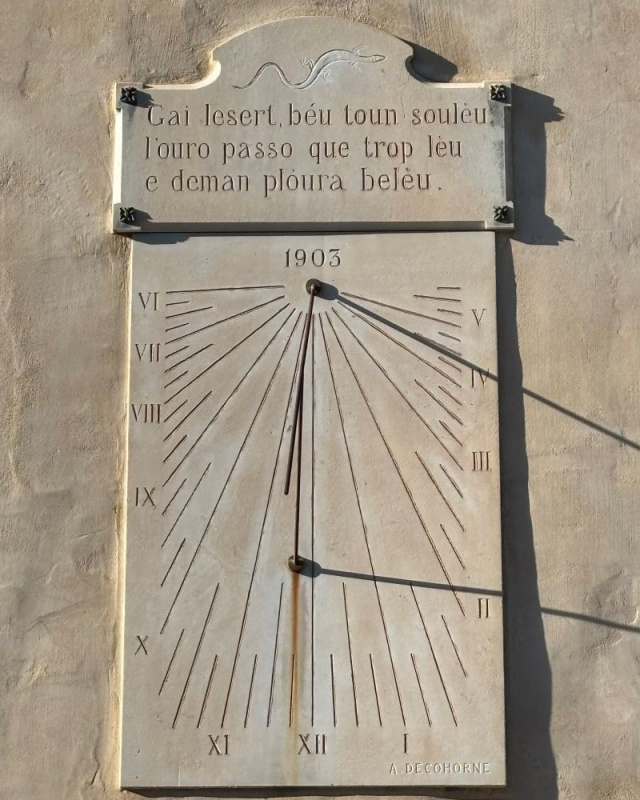 Gai lesert, béu toun soulèu:
l'ouro passo que trop lèu
e deman ploura belèu.
1903
VI
V
VII
IV
VIII
III
IX
II
X
XI XII I
A. DECOHORNE